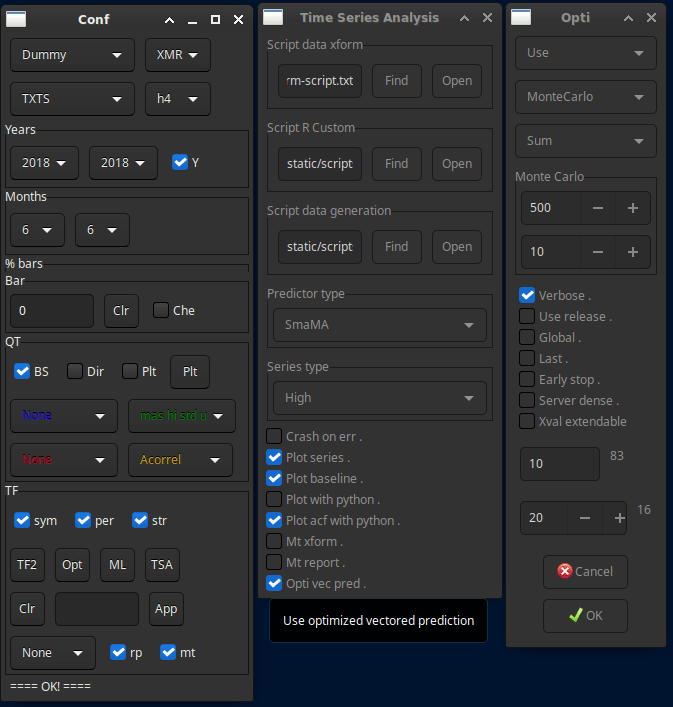 Conf
Dummy XMR
TXTS h4
Years
2018 2018 Y
Months
6 6
% bars
Bar
0 Clr Che
QT
BS Dir Plt Plt
None mas hi std u
None Acorrel
TF
sym per str
TF2 Opt ML TSA
Clr App
None rp mt
==== OK! ====
Time Series Analysis
Script data xform
rm-script.txt Find Open
Script R Custom
static/script Find Open
Script data generation
static/script Find Open
Predictor type
SmaMA
Series type
High
Crash on err .
Plot series .
Plot baseline .
Plot with python .
Plot acf with python .
Mt xform .
Mt report .
Opti vec pred .
Use optimized vectored prediction
Opti
Use
MonteCarlo
Sum
Monte Carlo
500
10
Verbose .
Use release .
Global .
Last .
Early stop .
Server dense .
Xval extendable
10 83
20 16
Cancel
OK